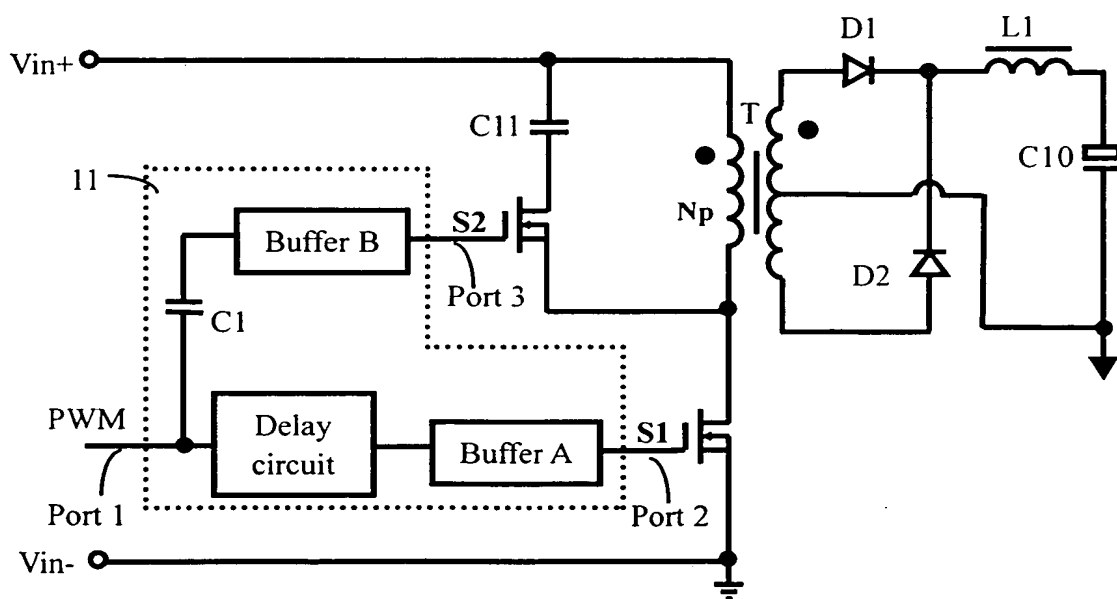 D1
L1
Vin+
T
C11
C10
11
Np
S2
Buffer B
Port 3
D2
C1
PWM
Delay
circuit
Buffer A
S1
Port 1
Port 2
Vin-